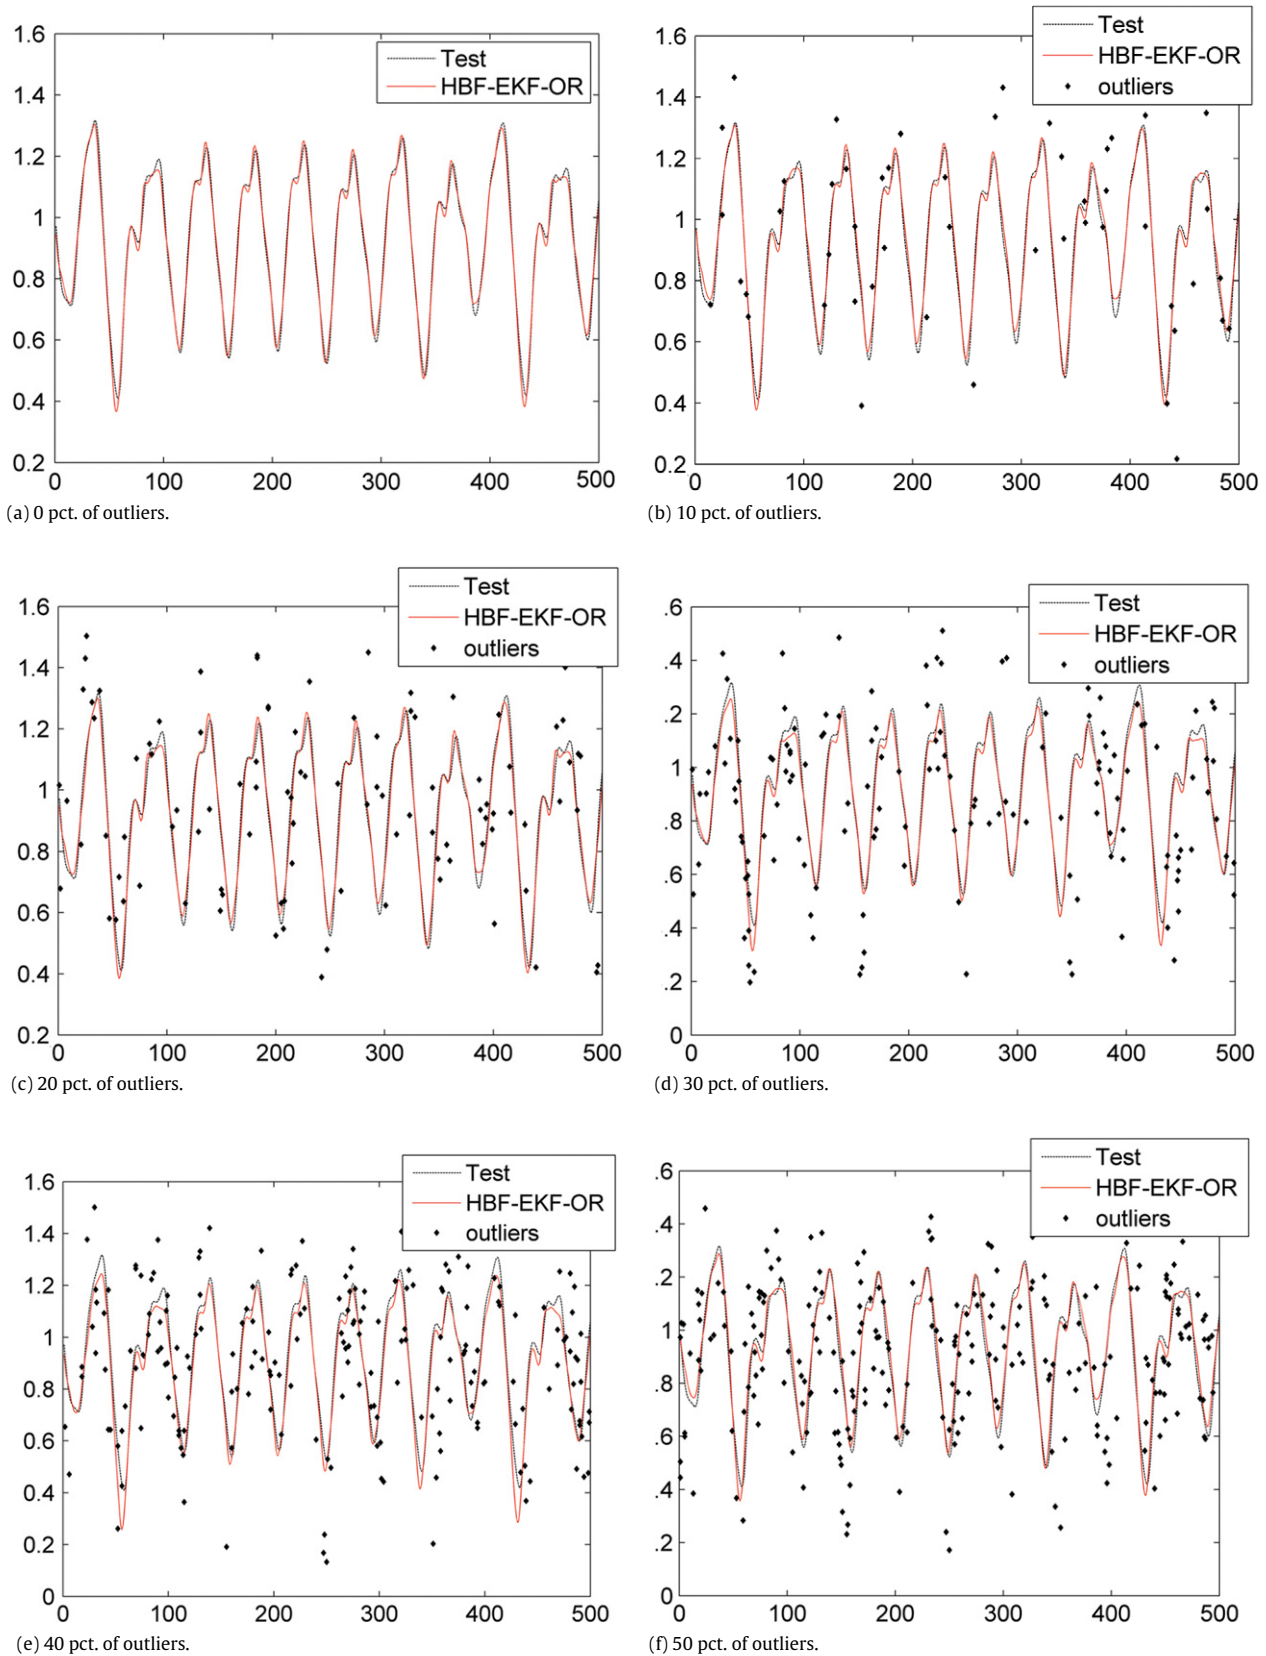 1.6
1.4
1.2
1
0.8
0.6
0.4
0.2
0 100 200 300 400 500
Test
HBF-EKF-OR
(a) 0 pct. of outliers.
1.6
1.4
1.2
1
0.8
0.6
0.4
0.2
0 100 200 300 400 500
Test
HBF-EKF-OR
outliers
(b) 10 pct. of outliers.
1.6
1.4
1.2
1
0.8
0.6
0.4
0.2
0 100 200 300 400 500
Test
HBF-EKF-OR
outliers
(c) 20 pct. of outliers.
.6
.4
.2
1
.8
.6
.4
.2
0
0 100 200 300 400 500
Test
HBF-EKF-OR
outliers
(d) 30 pct. of outliers.
1.6
1.4
1.2
1
0.8
0.6
0.4
0.2
0
0 100 200 300 400 500
Test
HBF-EKF-OR
outliers
(e) 40 pct. of outliers.
.6
.4
.2
1
.8
.6
.4
.2
0
0 100 200 300 400 500
Test
HBF-EKF-OR
outliers
(f) 50 pct. of outliers.